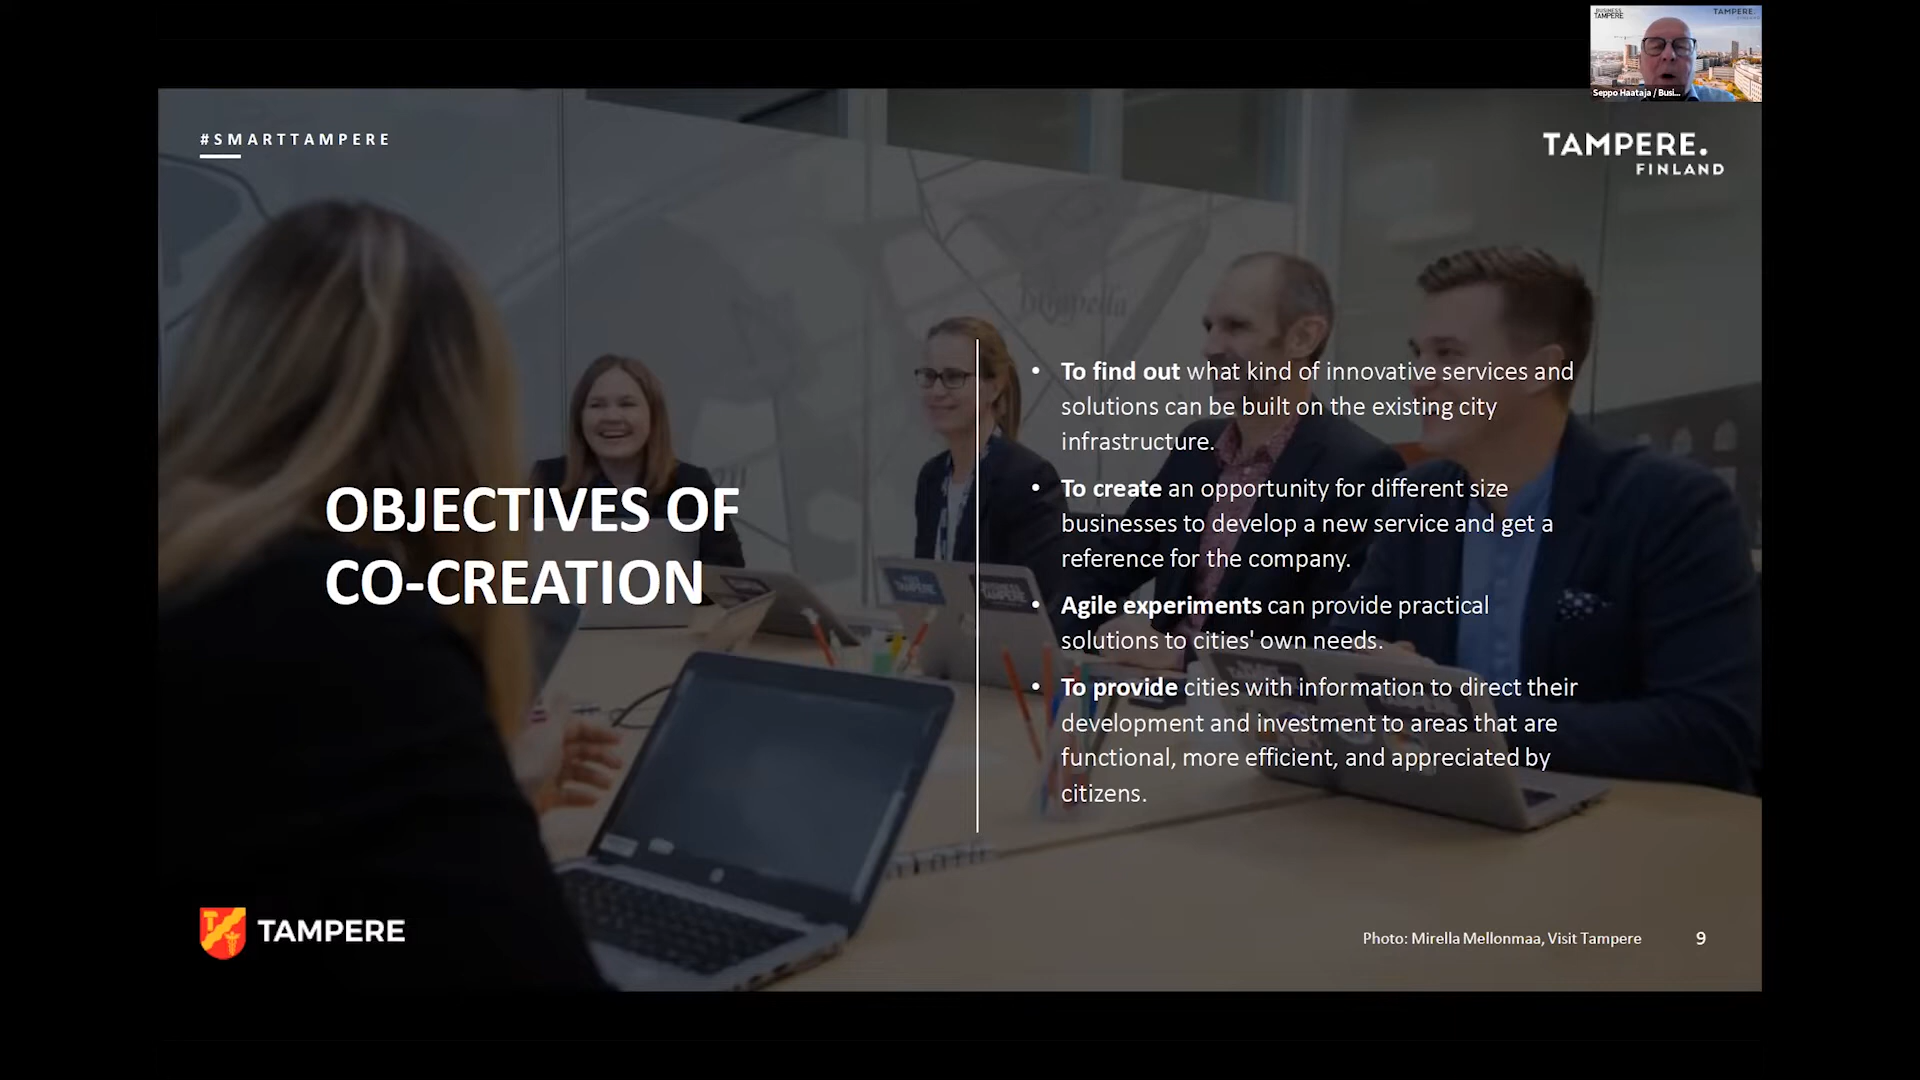 BUSINESS
TAMPERE
TAMPERE.
Seppo Haataja / Busi...
#SMARTTAMPERE
TAMPERE.
FINLAND
OBJECTIVES OF
CO-CREATION
• To find out what kind of innovative services and
solutions can be built on the existing city
infrastructure.
• To create an opportunity for different size
businesses to develop a new service and get a
reference for the company.
• Agile experiments can provide practical
solutions to cities' own needs.
• To provide cities with information to direct their
development and investment to areas that are
functional, more efficient, and appreciated by
citizens.
TAMPERE
Photo: Mirella Mellonmaa, Visit Tampere
9